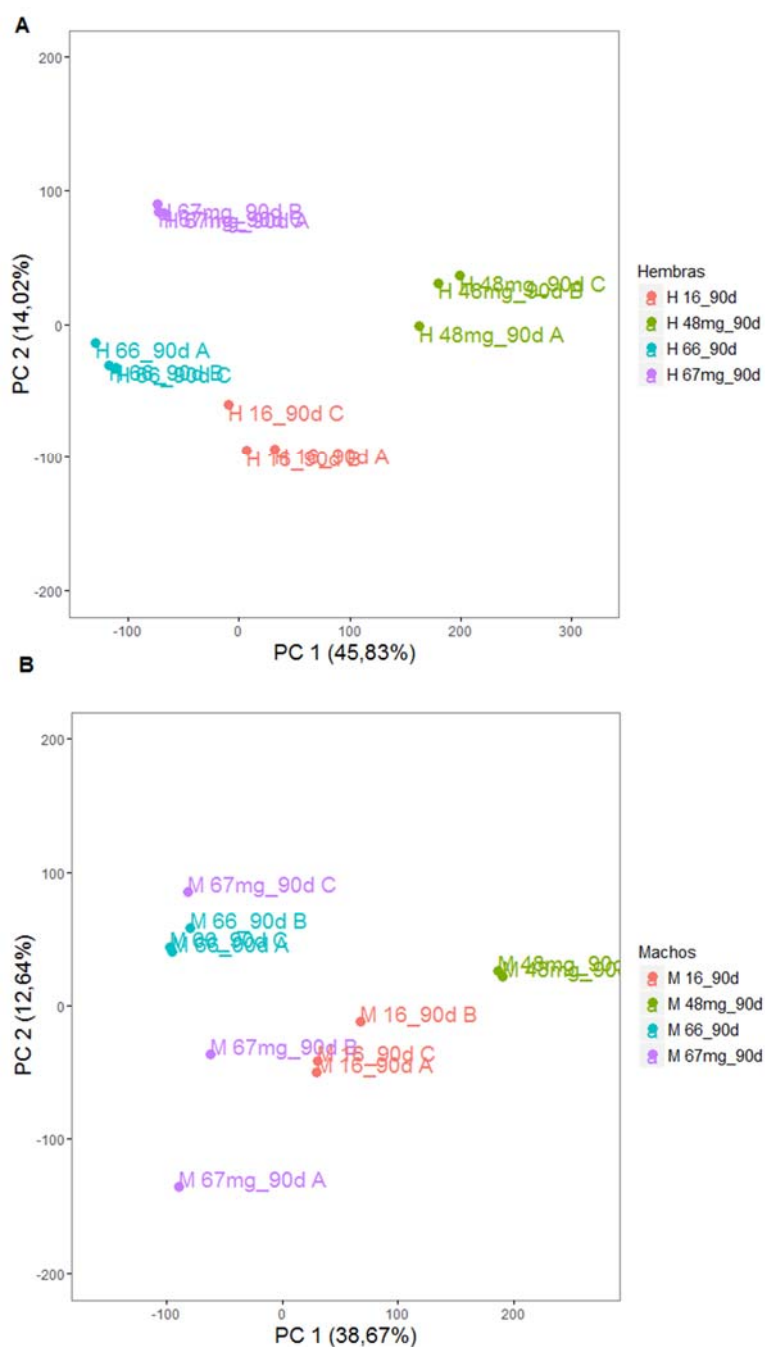 A
200
100
0
-100
-200
PC 2 (14,02%)
H 66_90d A
H 66_90d C
H 16_90d C
H 16_90d A
H 48mg_90d C
H 48mg_90d B
H 48mg_90d A
-100 0 100 200 300
PC 1 (45,83%)
Hembras
H 16_90d
H 48mg_90d
H 66_90d
H 67mg_90d
B
200
100
0
-100
-200
PC 2 (12,64%)
M 67mg_90d C
M 66_90d B
M 66_90d A
M 48mg_90d
M 16_90d B
M 67mg_90d B
M 16_90d C
M 16_90d A
M 67mg_90d A
-100 0 100 200
PC 1 (38,67%)
Machos
M 16_90d
M 48mg_90d
M 66_90d
M 67mg_90d